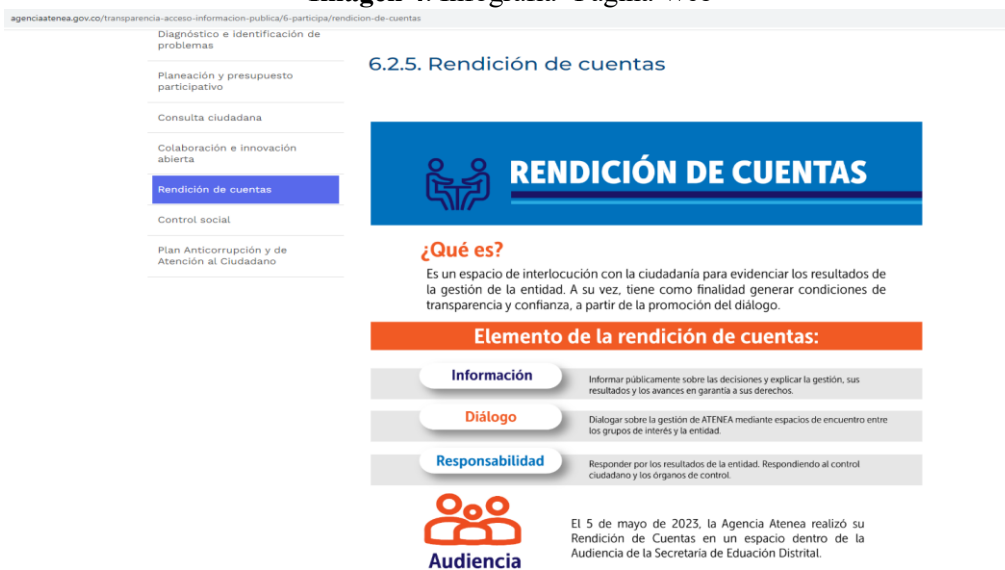 agenciaatenea.gov.co/transparencia-acceso-informacion-publica/6-participa/rendicion-de-cuentas
Diagnóstico e identificación de
problemas
Planeación y presupuesto
participativo
Consulta ciudadana
Colaboración e innovación
abierta
Rendición de cuentas
Control social
Plan Anticorrupción y de
Atención al Ciudadano
6.2.5. Rendición de cuentas
RENDICIÓN DE CUENTAS
¿Qué es?
Es un espacio de interlocución con la ciudadanía para evidenciar los resultados de
la gestión de la entidad. A su vez, tiene como finalidad generar condiciones de
transparencia y confianza, a partir de la promoción del diálogo.
Elemento de la rendición de cuentas:
Información
Informar públicamente sobre las decisiones y explicar la gestión, sus
resultados y los avances en garantía a sus derechos.
Diálogo
Dialogar sobre la gestión de ATENEA mediante espacios de encuentro entre
los grupos de interés y la entidad.
Responsabilidad
Responder por los resultados de la entidad. Respondiendo al control
ciudadano y los órganos de control.
Audiencia
El 5 de mayo de 2023, la Agencia Atenea realizó su
Rendición de Cuentas en un espacio dentro de la
Audiencia de la Secretaría de Eduación Distrital.